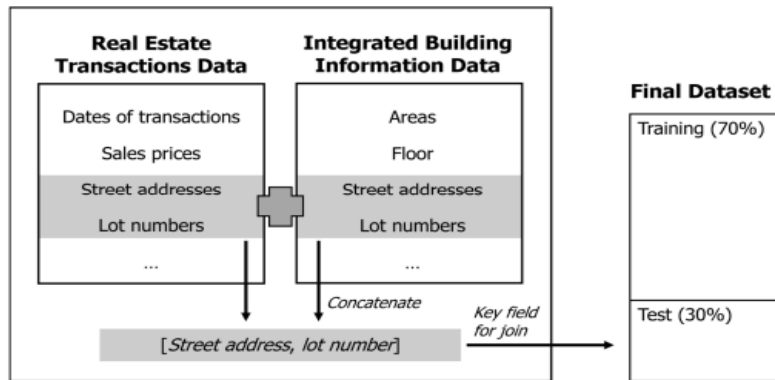 Real Estate
Transactions Data
Dates of transactions
Sales prices
Street addresses
Lot numbers
...
Integrated Building
Information Data
Areas
Floor
Street addresses
Lot numbers
...
Concatenate
[Street address, lot number]
Key field
for join
Final Dataset
Training (70%)
Test (30%)